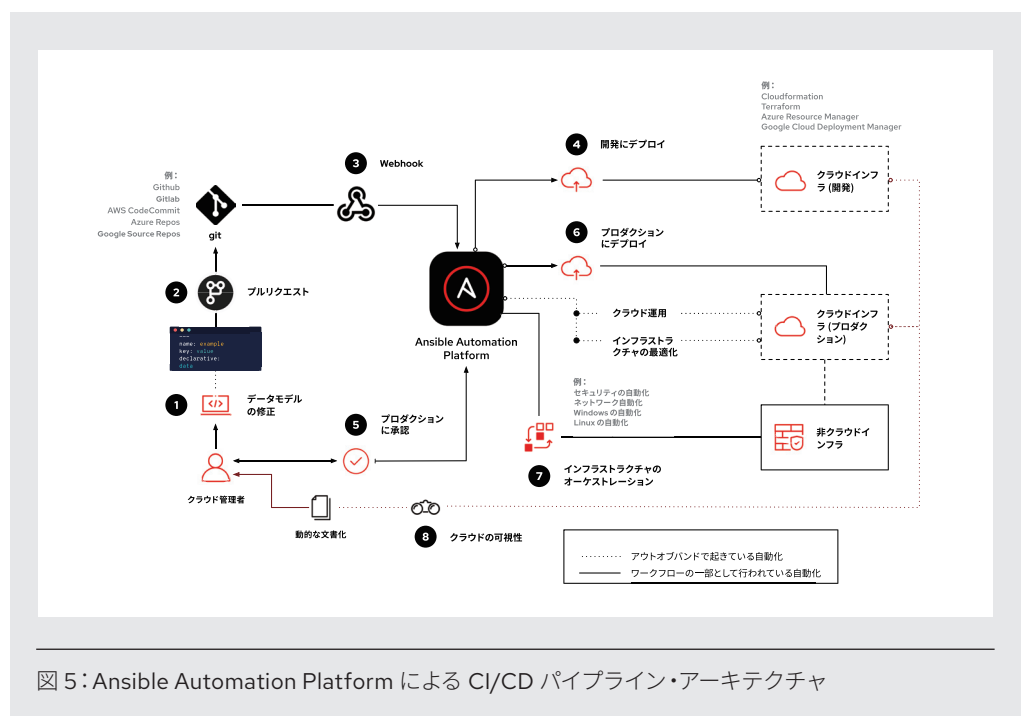 例：
Cloudformation
Terraform
Azure Resource Manager
Google Cloud Deployment Manager
4
開発にデプロイ
3
Webhook
例：
Github
Gitlab
AWS CodeCommit
Azure Repos
Google Source Repos
git
クラウドインフ
ラ (開発)
6
プロダクション
にデプロイ
2
プルリクエスト
---
name: example
key: value
declarative:
data
Ansible Automation
Platform
クラウド運用
インフラストラ
クチャの最適化
クラウドインフ
ラ (プロダク
ション)
1
データモデル
の修正
5
プロダクション
に承認
例：
セキュリティの自動化
ネットワーク自動化
Windows の自動化
Linux の自動化
非クラウドイ
ンフラ
7
インフラストラクチャの
オーケストレーション
クラウド管理者
動的な文書化
8
クラウドの可視性
アウトオブバンドで起きている自動化
ワークフローの一部として行われている自動化
図 5：Ansible Automation Platform による CI/CD パイプライン・アーキテクチャ